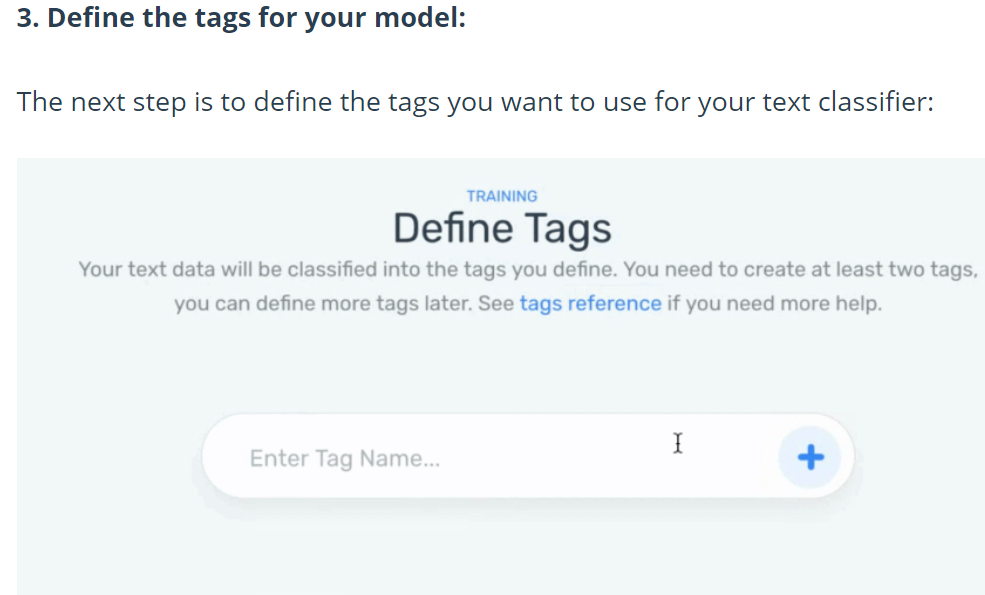 3. Define the tags for your model:
The next step is to define the tags you want to use for your text classifier:
TRAINING
Define Tags
Your text data will be classified into the tags you define. You need to create at least two tags,
you can define more tags later. See tags reference if you need more help.
Enter Tag Name...